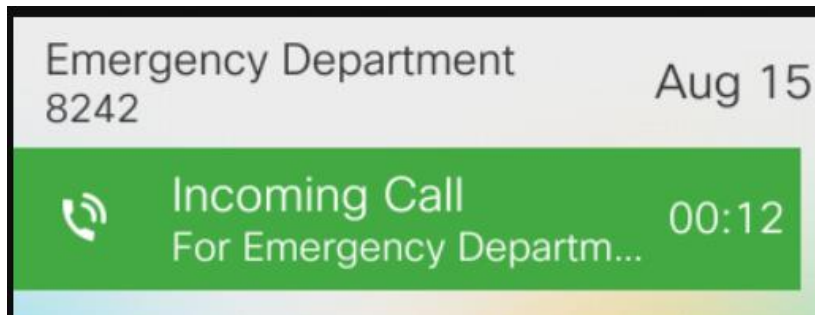 Emergency Department
8242
Aug 15
Incoming Call
For Emergency Departm...
00:12